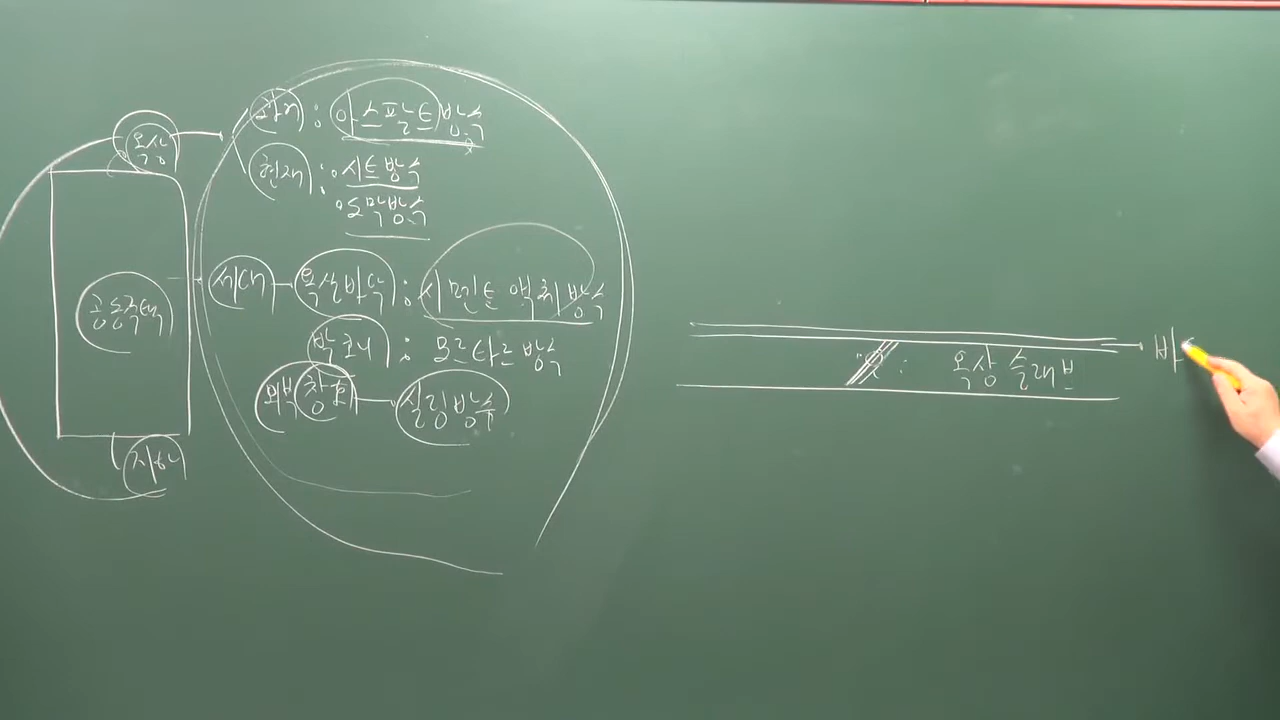 옥상
과거 : 아스팔트방수
현재 : 시트방수
도막방수
공동주택
세대 욕실바닥 : 시멘트 액체방수
발코니 : 모르타르 방수
외벽 창호 실링방수
지하
옥상 슬래브